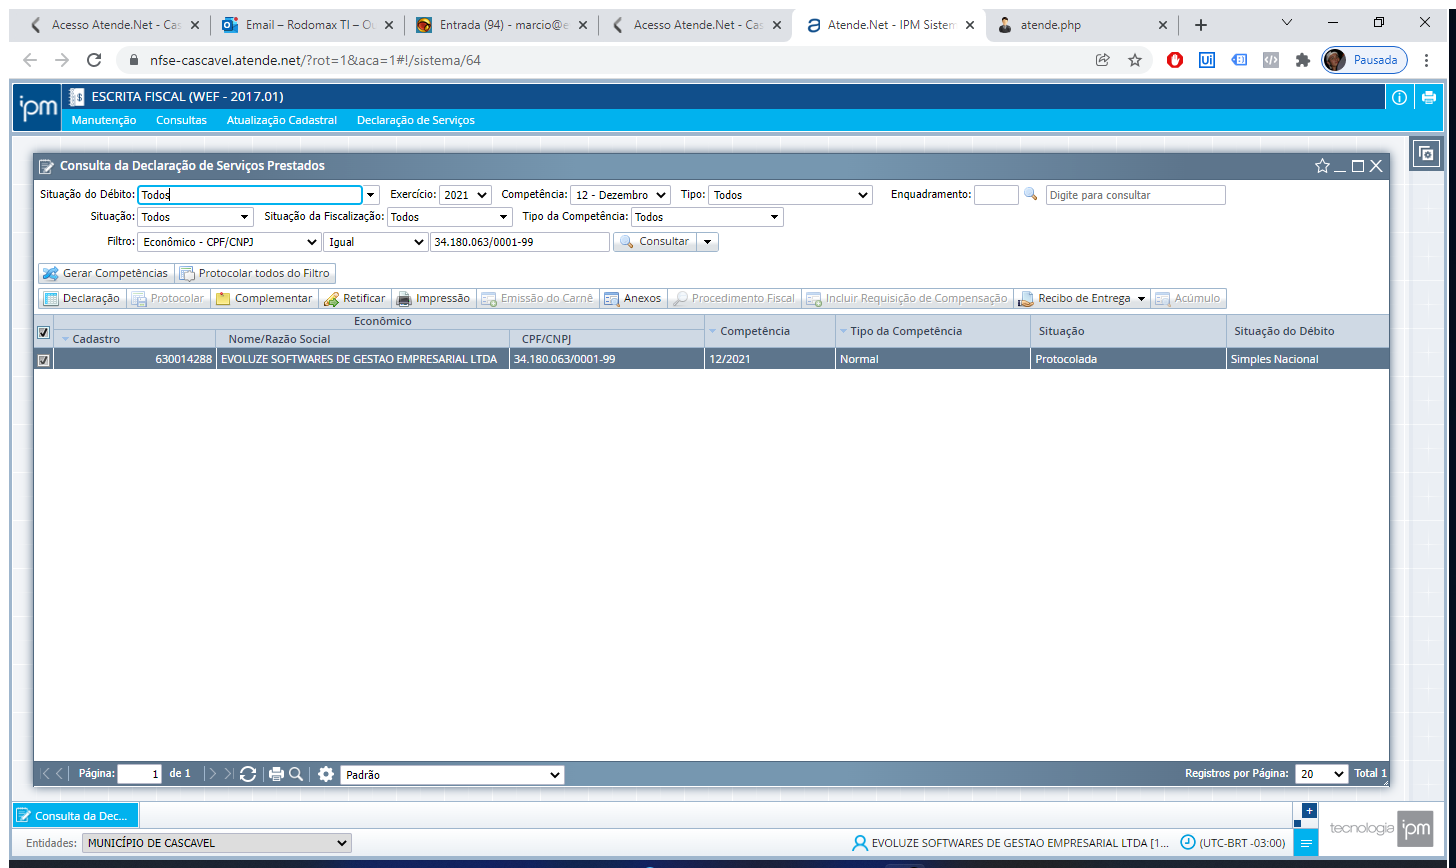 Acesso Atende.Net - Cas
Email – Rodomax TI – Ou
Entrada (94) - marcio@e
Acesso Atende.Net - Cas
Atende.Net - IPM Sistem
atende.php
nfse-cascavel.atende.net/?rot=1&aca=1#!/sistema/64
Pausada
ipm
ESCRITA FISCAL (WEF - 2017.01)
Manutenção Consultas Atualização Cadastral Declaração de Serviços
Consulta da Declaração de Serviços Prestados
Situação do Débito: Todos Exercício: 2021 Competência: 12 - Dezembro Tipo: Todos Enquadramento: Digite para consultar
Situação: Todos Situação da Fiscalização: Todos Tipo da Competência: Todos
Filtro: Econômico - CPF/CNPJ Igual 34.180.063/0001-99 Consultar
Gerar Competências Protocolar todos do Filtro
Declaração Protocolar Complementar Retificar Impressão Emissão do Carnê Anexos Procedimento Fiscal Incluir Requisição de Compensação Recibo de Entrega Acúmulo
Econômico
Cadastro Nome/Razão Social CPF/CNPJ Competência Tipo da Competência Situação Situação do Débito
630014288 EVOLUZE SOFTWARES DE GESTAO EMPRESARIAL LTDA 34.180.063/0001-99 12/2021 Normal Protocolada Simples Nacional
Página: 1 de 1 Padrão Registros por Página: 20 Total 1
Consulta da Dec...
Entidades: MUNICÍPIO DE CASCAVEL EVOLUZE SOFTWARES DE GESTAO EMPRESARIAL LTDA [1... (UTC-BRT -03:00) tecnologia ipm